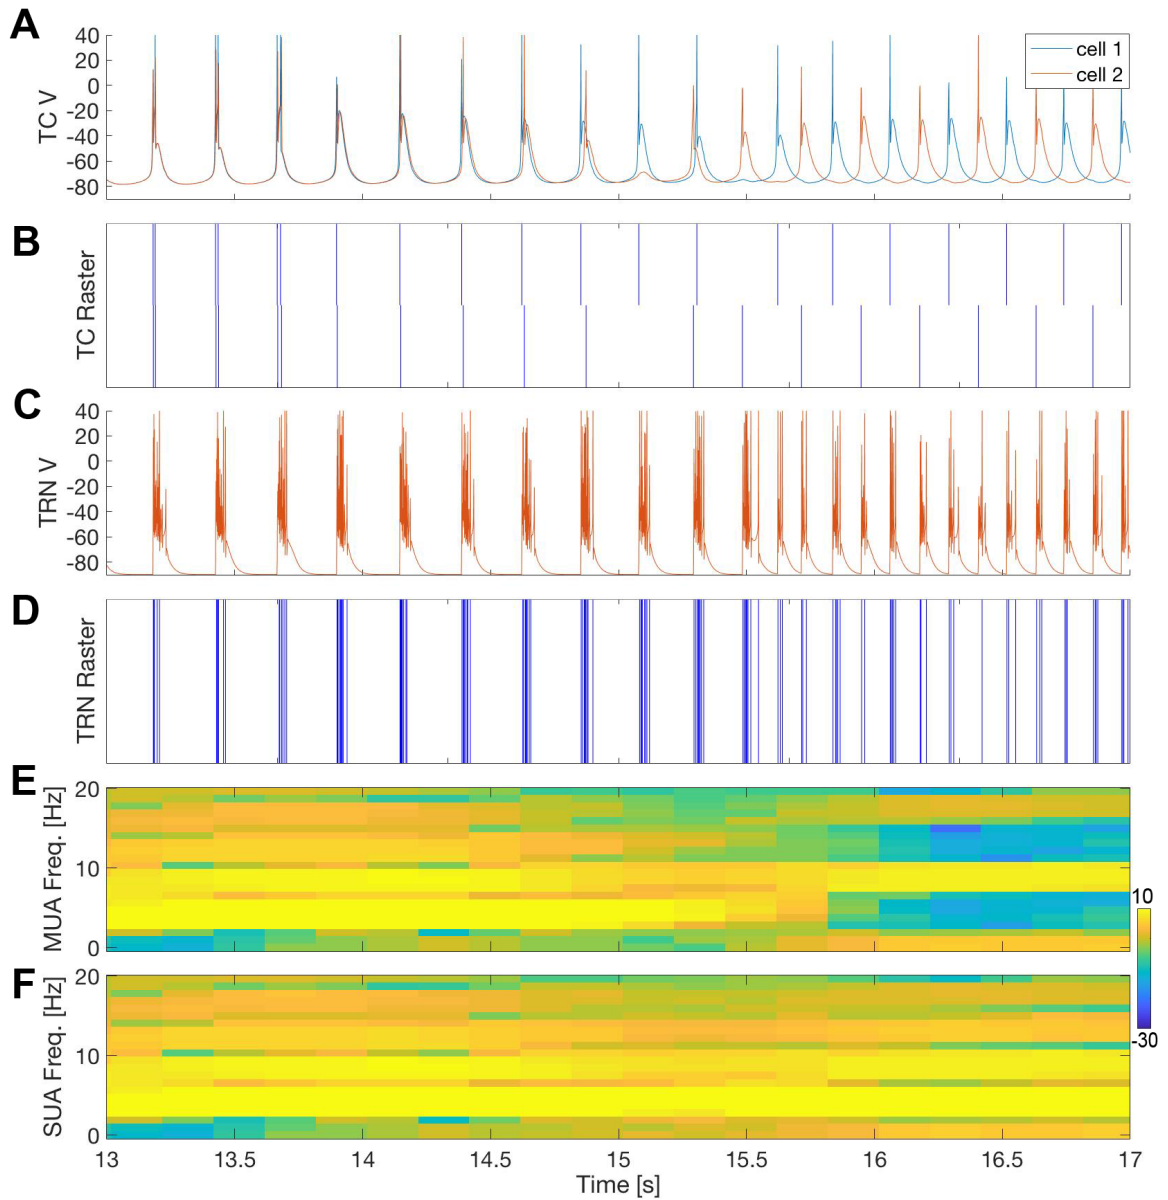 A
TC V
40
20
0
-20
-40
-60
-80
cell 1
cell 2
B
TC Raster
C
TRN V
40
20
0
-20
-40
-60
-80
D
TRN Raster
E
MUA Freq. [Hz]
20
10
0
10
-30
F
SUA Freq. [Hz]
20
10
0
13 13.5 14 14.5 15 15.5 16 16.5 17
Time [s]